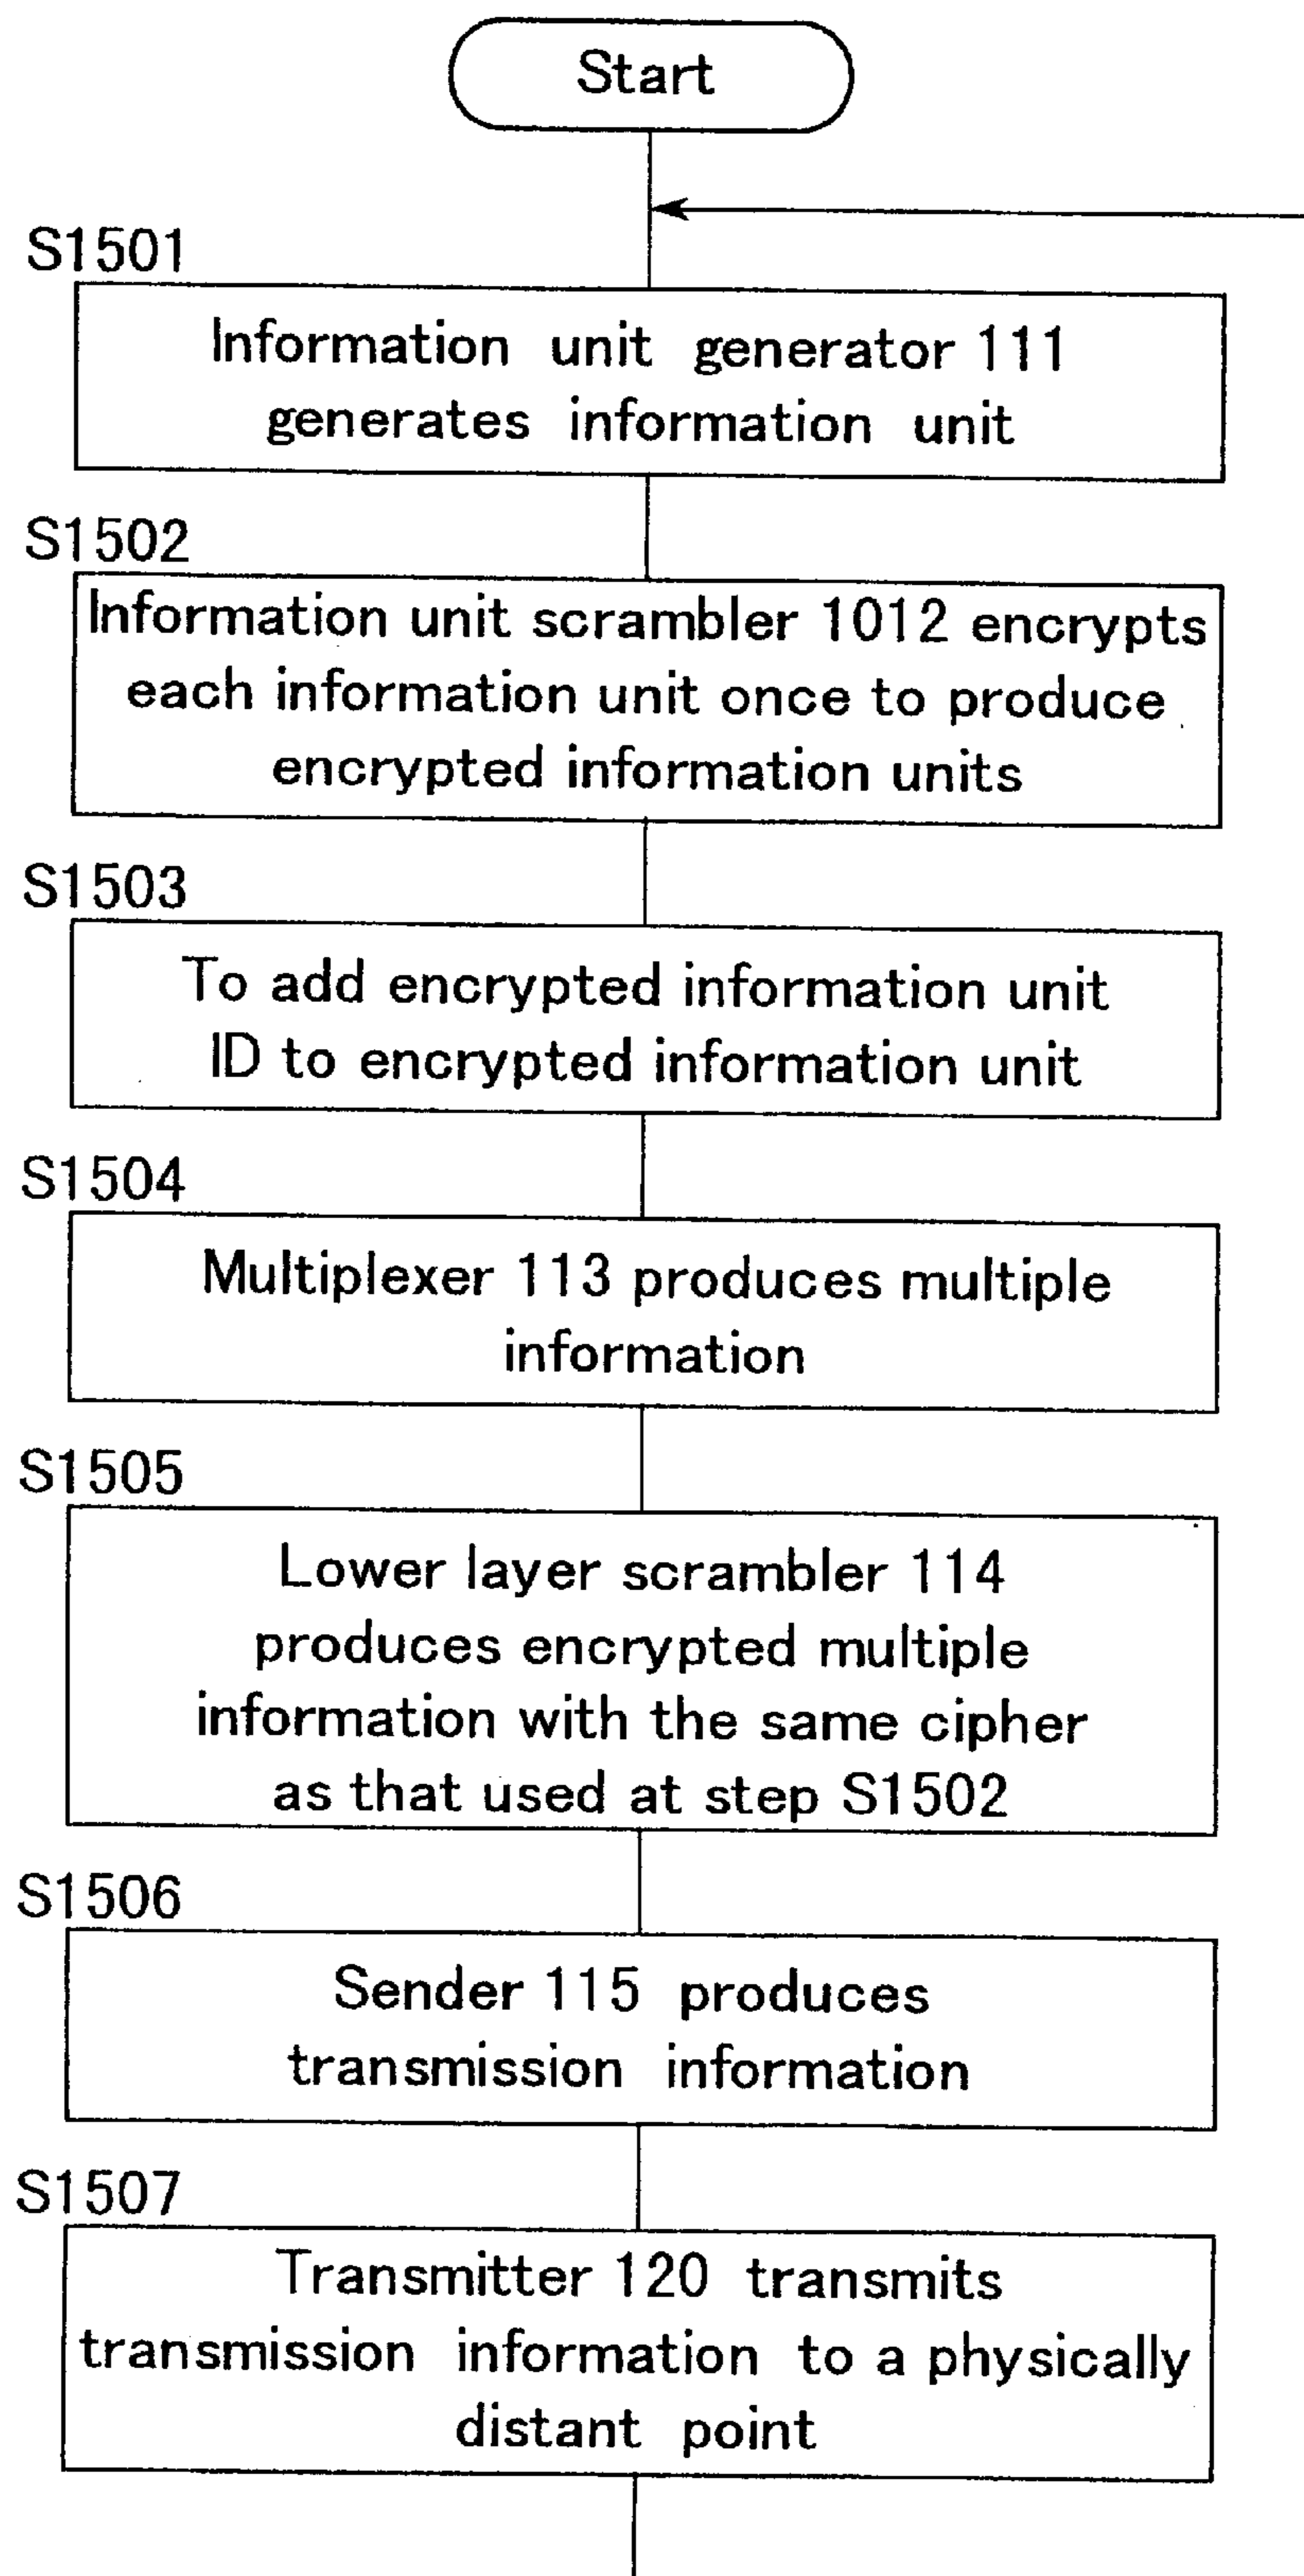 Start
S1501
Information unit generator 111
generates information unit
S1502
Information unit scrambler 1012 encrypts
each information unit once to produce
encrypted information units
S1503
To add encrypted information unit
ID to encrypted information unit
S1504
Multiplexer 113 produces multiple
information
S1505
Lower layer scrambler 114
produces encrypted multiple
information with the same cipher
as that used at step S1502
S1506
Sender 115 produces
transmission information
S1507
Transmitter 120 transmits
transmission information to a physically
distant point